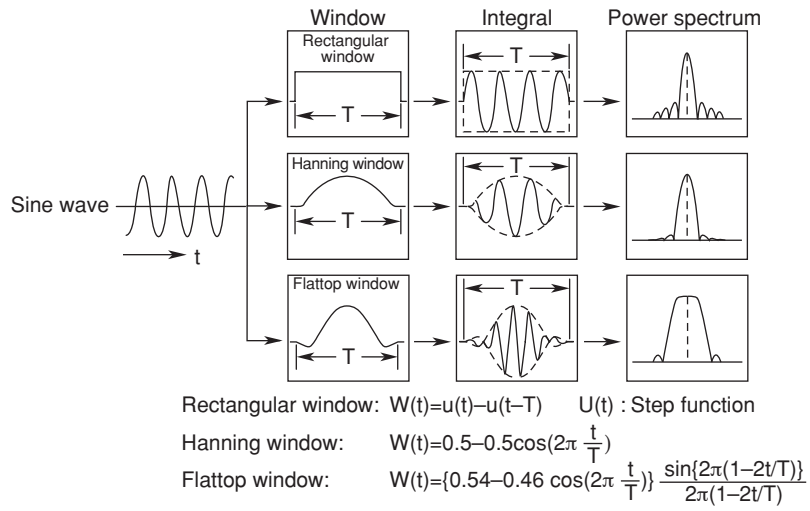 Window Integral Power spectrum
Rectangular
window
T
T
Hanning window
T
T
Sine wave
t
Flattop window
T
T
Rectangular window: W(t)=u(t)–u(t–T) U(t) : Step function
Hanning window: W(t)=0.5–0.5cos(2π t/T)
Flattop window: W(t)={0.54–0.46 cos(2π t/T)} sin{2π(1–2t/T)}/2π(1–2t/T)